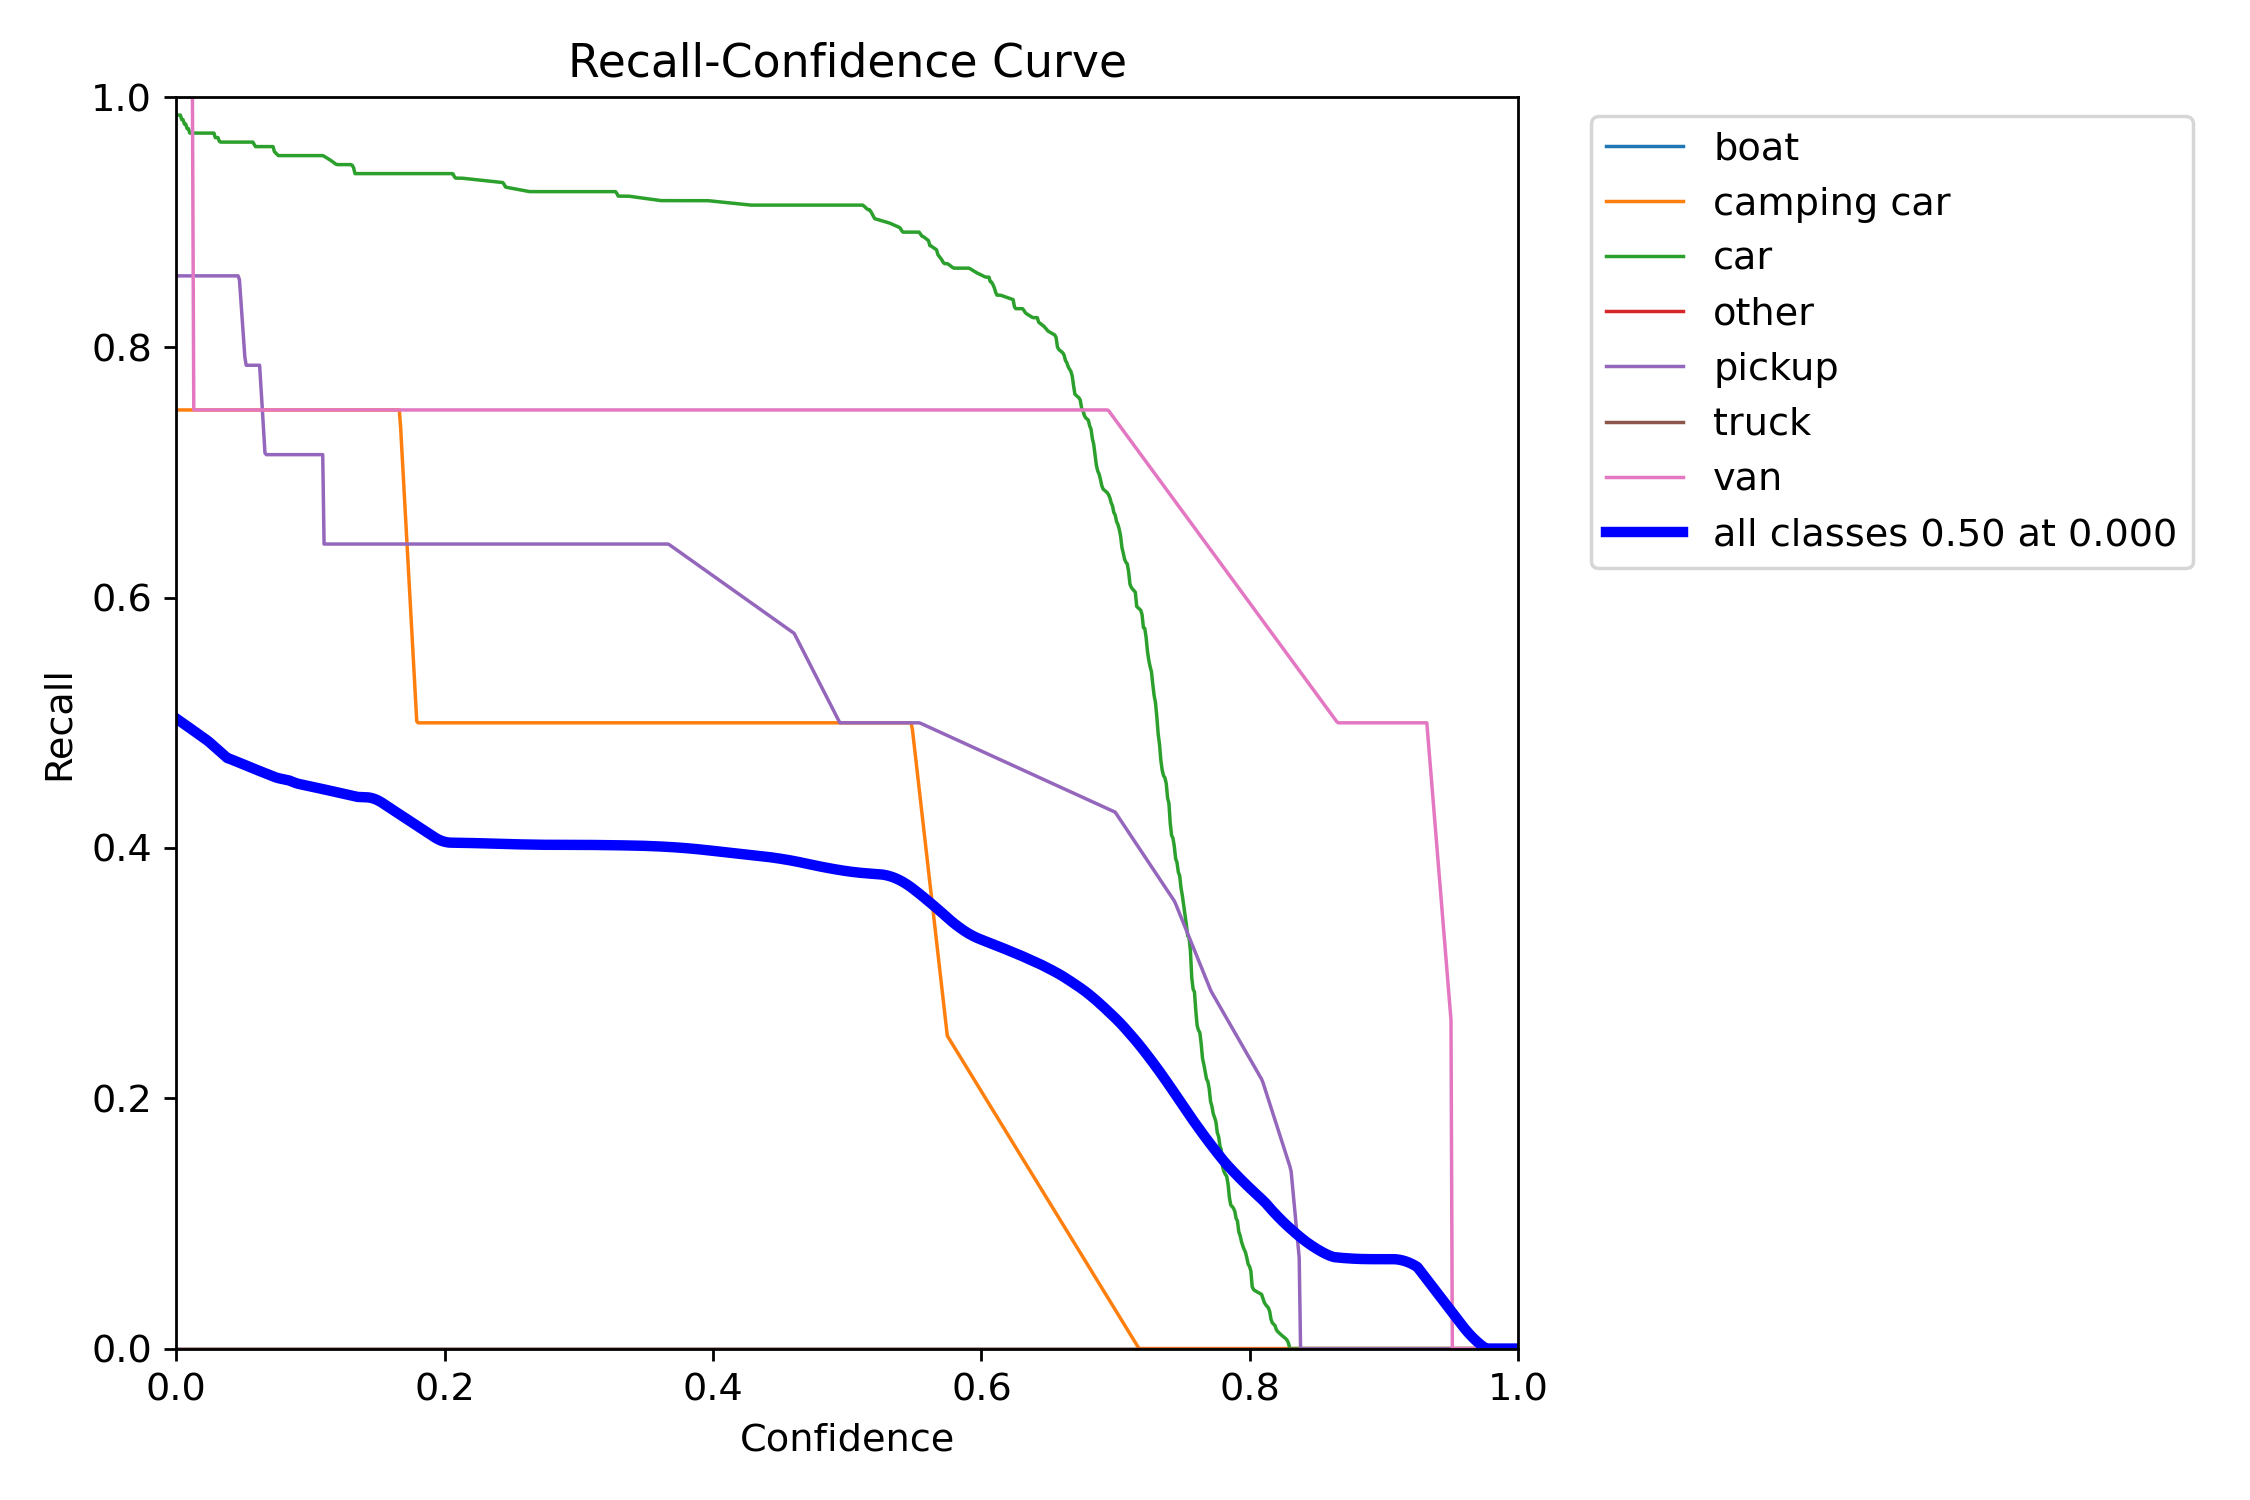 Recall-Confidence Curve
1.0
0.8
0.6
0.4
0.2
0.0
Recall
0.0 0.2 0.4 0.6 0.8 1.0
Confidence
boat
camping car
car
other
pickup
truck
van
all classes 0.50 at 0.000